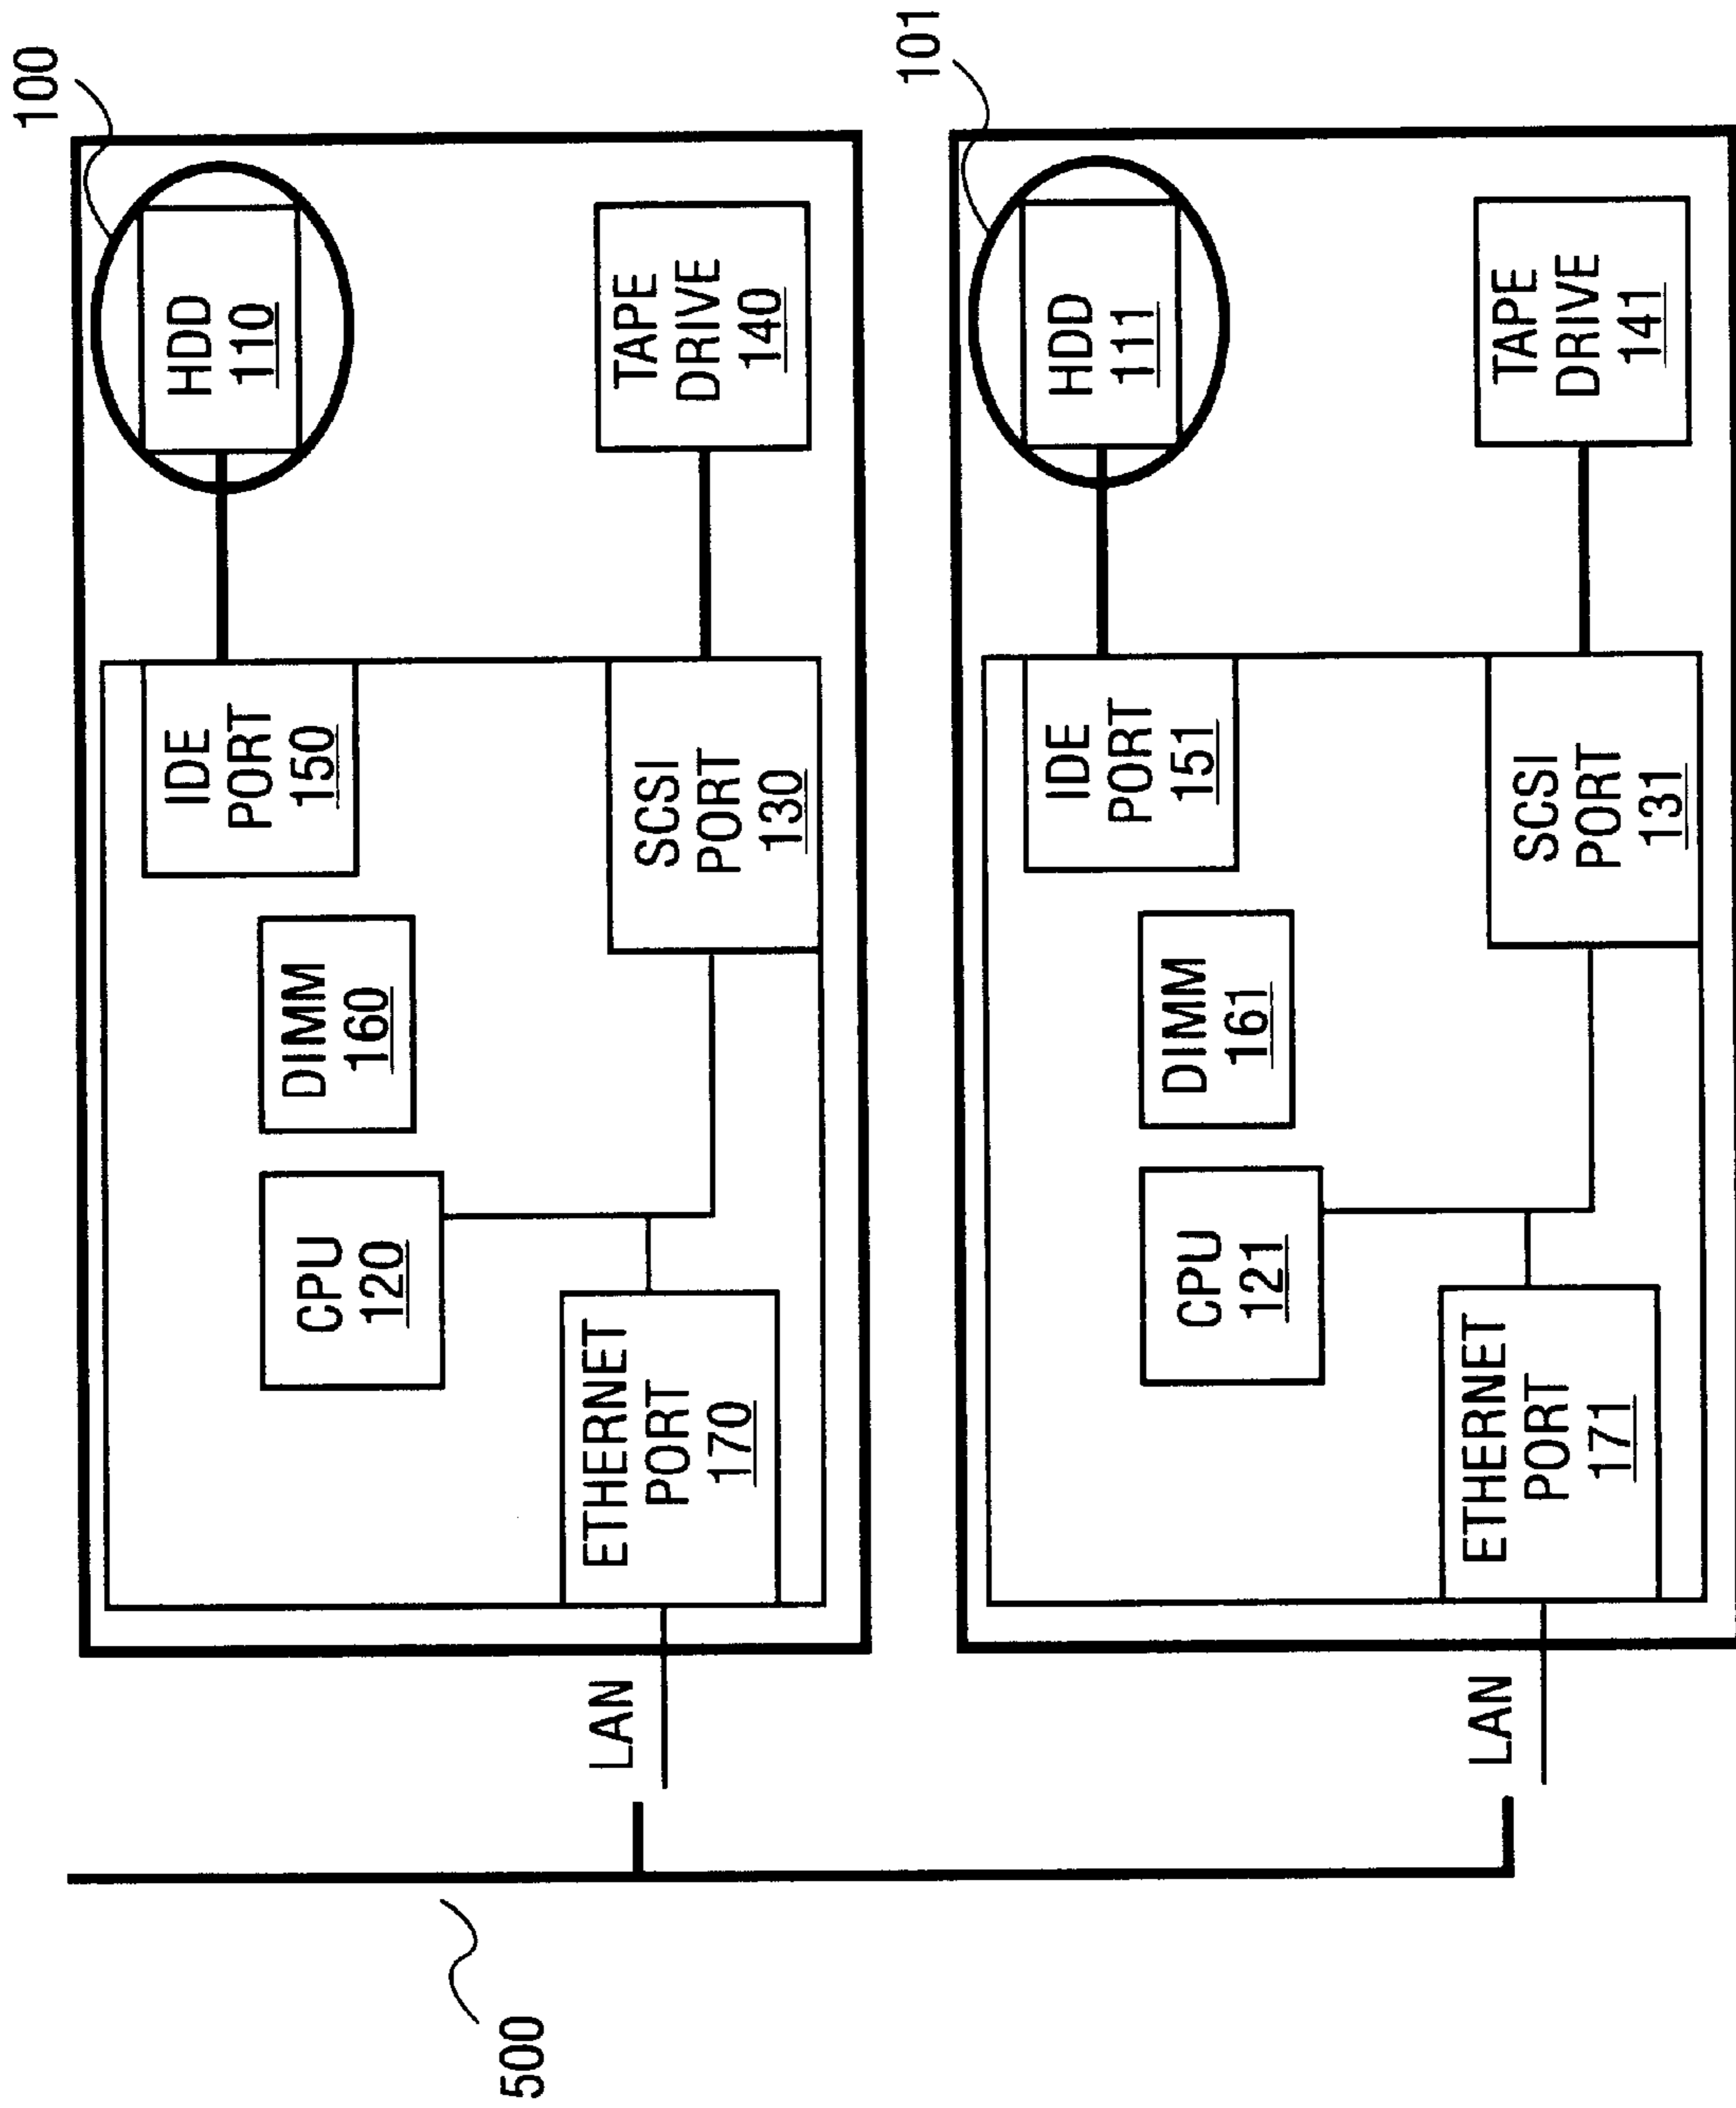 500
LAN
ETHERNET
PORT
170
CPU
120
DIMM
160
IDE
PORT
150
SCSI
PORT
130
HDD
110
TAPE
DRIVE
140
100
LAN
ETHERNET
PORT
171
CPU
121
DIMM
161
IDE
PORT
151
SCSI
PORT
131
HDD
111
TAPE
DRIVE
141
101